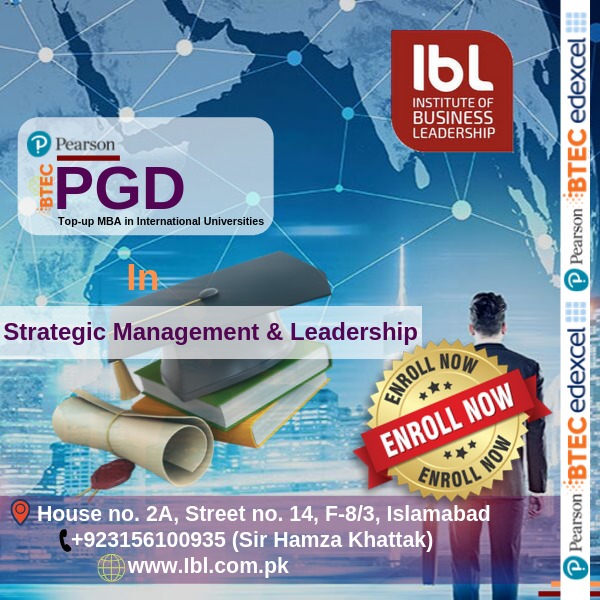 lbl
INSTITUTE OF
BUSINESS
LEADERSHIP
Pearson
BTEC
PGD
Top-up MBA in International Universities
In
Strategic Management & Leadership
ENROLL NOW
ENROLL NOW
ENROLL NOW
House no. 2A, Street no. 14, F-8/3, Islamabad
+923156100935 (Sir Hamza Khattak)
www.lbl.com.pk
Pearson BTEC edexcel
Pearson BTEC edexcel